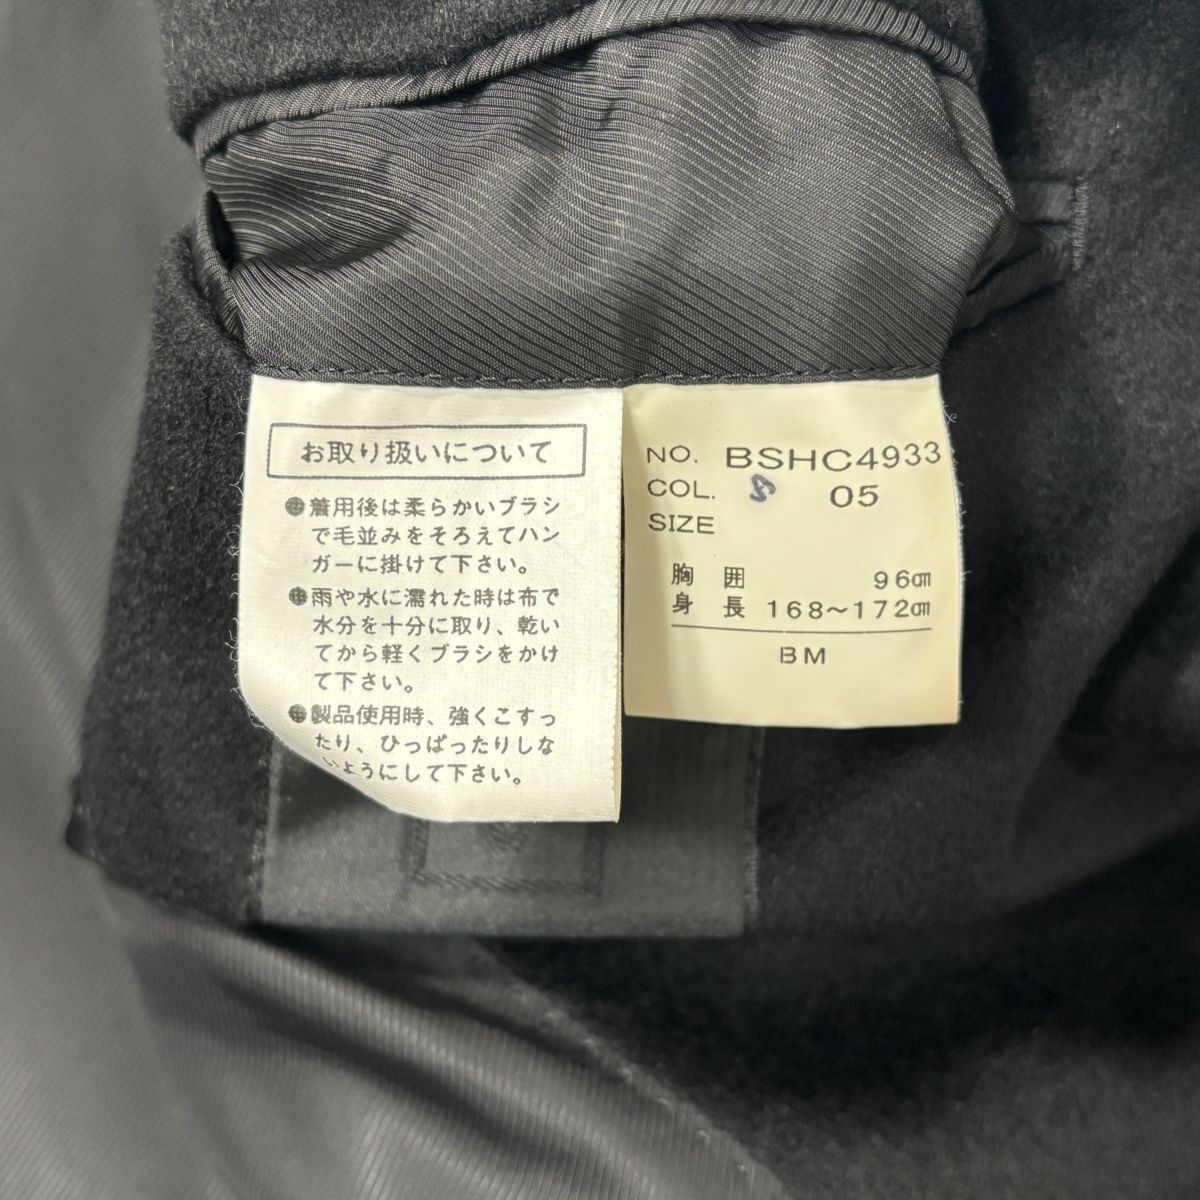 お取り扱いについて
●着用後は柔らかいブラシ
で毛並みをそろえてハン
ガーに掛けて下さい。
●雨や水に濡れた時は布で
水分を十分に取り、乾い
てから軽くブラシをかけ
て下さい。
●製品使用時、強くこすっ
たり、ひっぱったりしな
いようにして下さい。
NO. BSHC4933
COL. 05
SIZE
胸囲 96㎝
身長 168～172㎝
BM